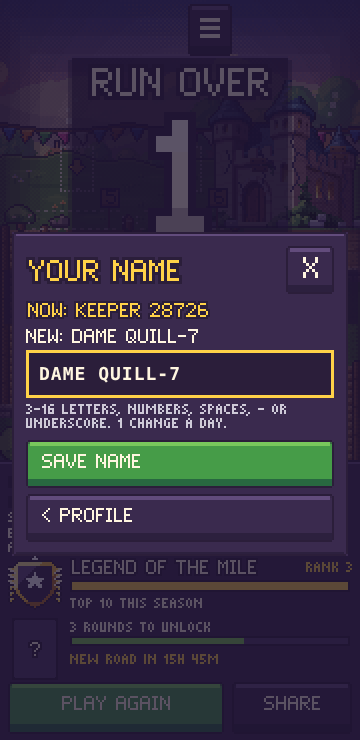 RUN OVER
1
YOUR NAME
X
NOW: KEEPER 28726
NEW: DAME QUILL-7
DAME QUILL-7
3-16 LETTERS, NUMBERS, SPACES, - OR
UNDERSCORE. 1 CHANGE A DAY.
SAVE NAME
< PROFILE
LEGEND OF THE MILE
RANK 3
TOP 10 THIS SEASON
3 ROUNDS TO UNLOCK
?
NEW ROAD IN 15H 45M
PLAY AGAIN
SHARE